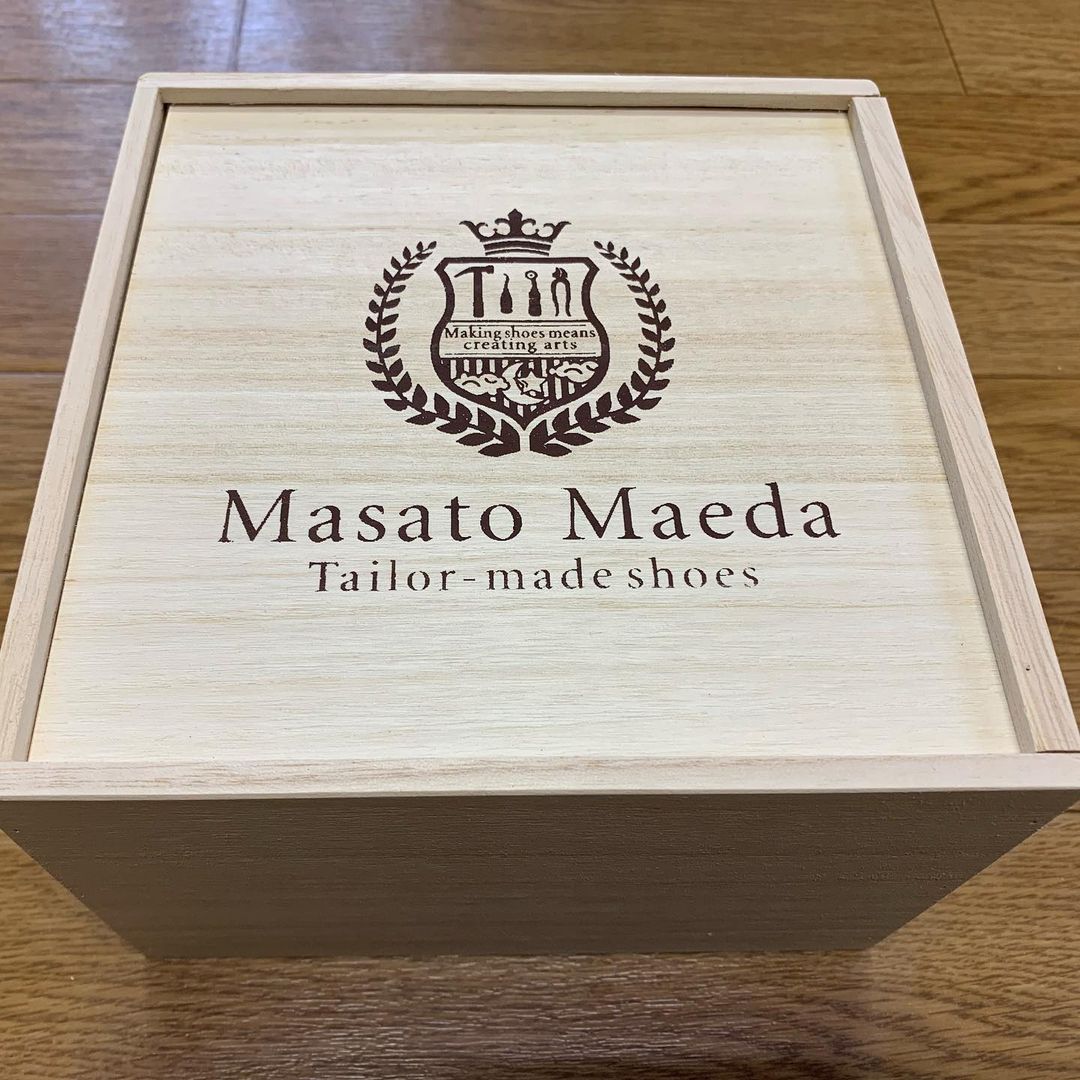 Making shoes means
creating arts
Masato Maeda
Tailor-made shoes